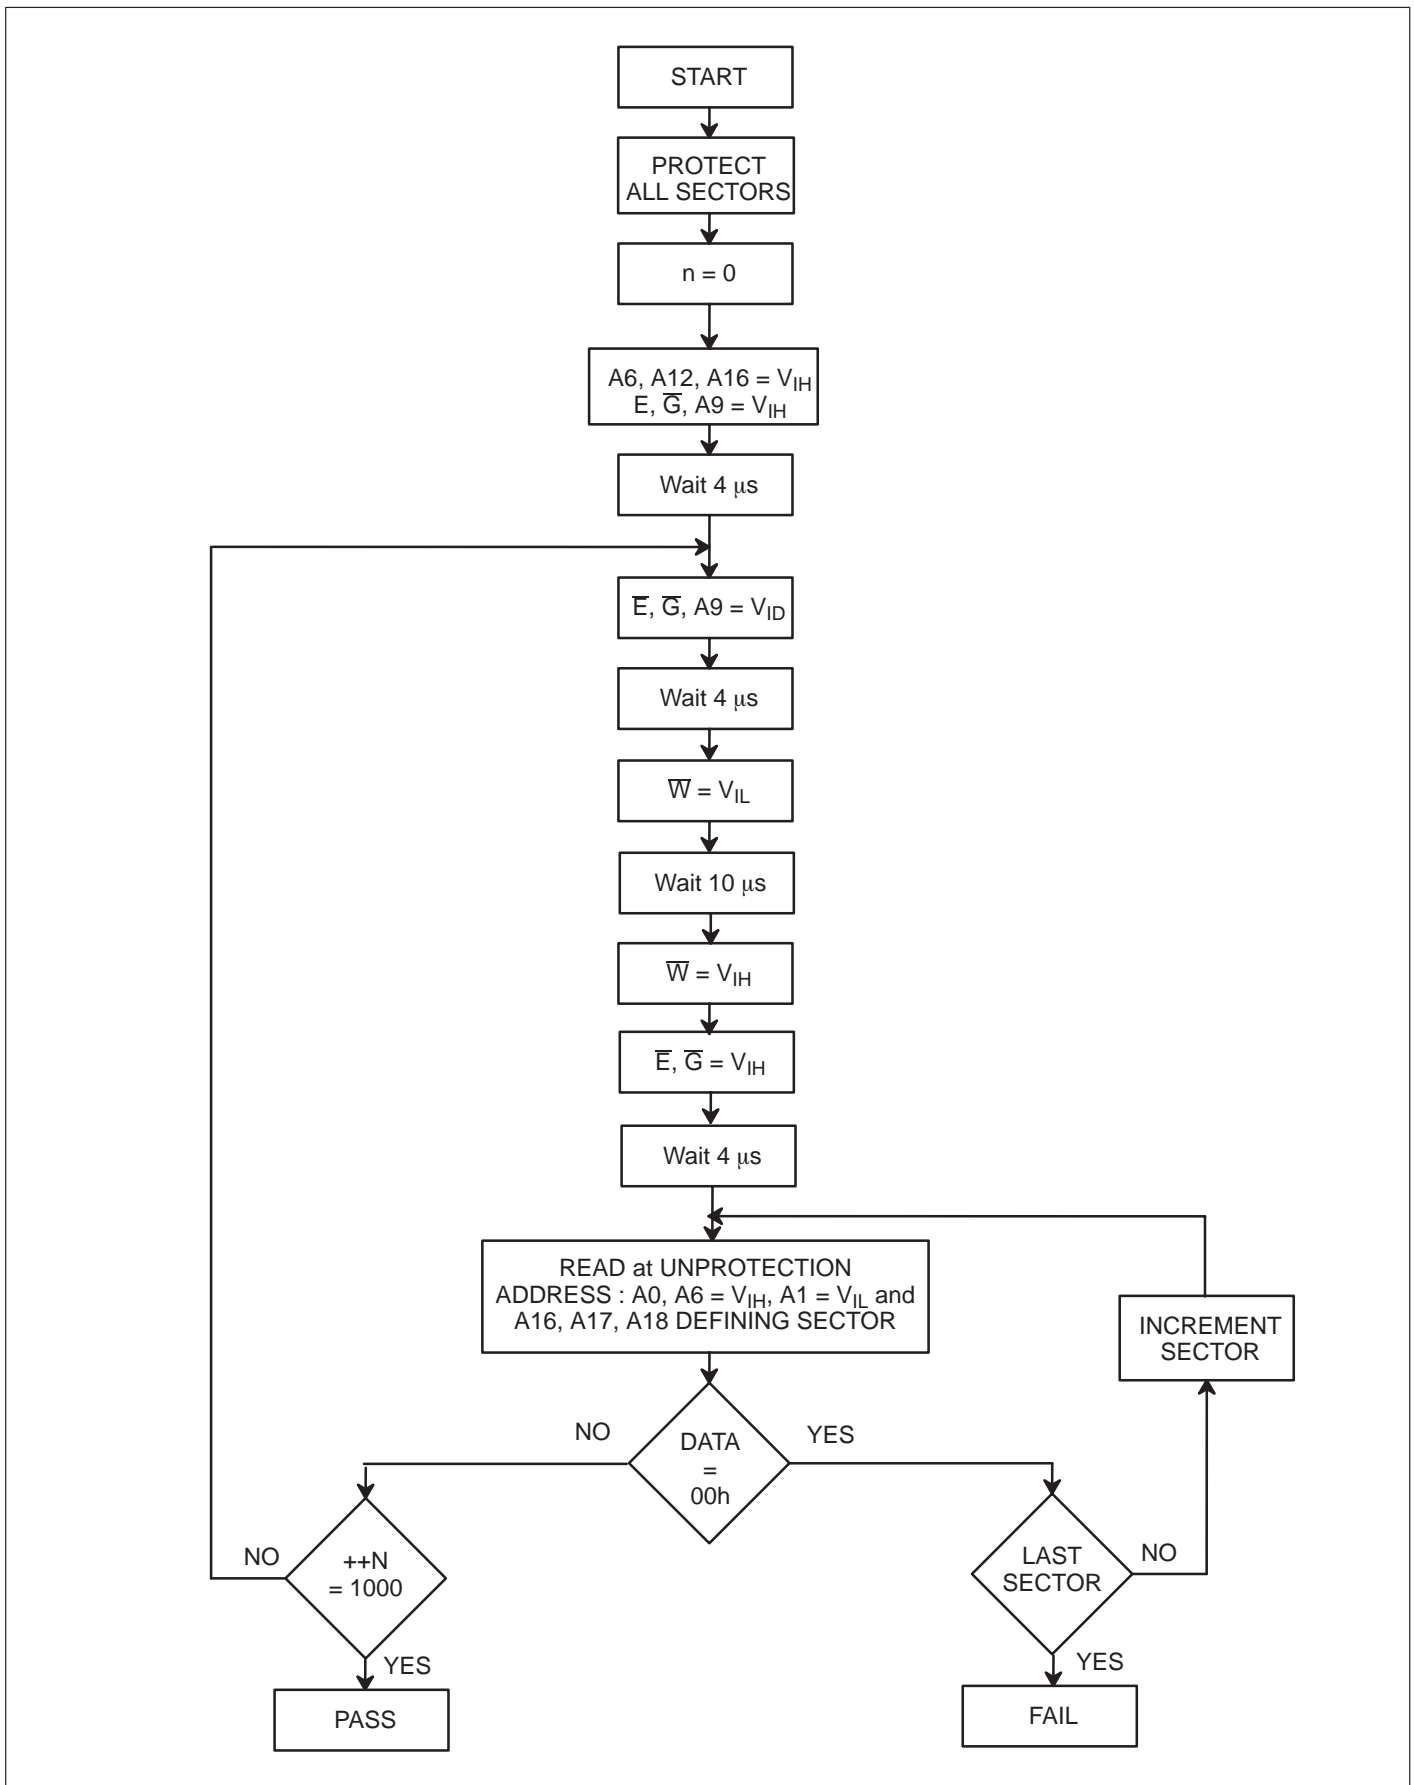 START
PROTECT
ALL SECTORS
n = 0
A6, A12, A16 = VIH
E, G̅, A9 = VIH
Wait 4 μs
E̅, G̅, A9 = VID
Wait 4 μs
W̅ = VIL
Wait 10 μs
W̅ = VIH
E̅, G̅ = VIH
Wait 4 μs
READ at UNPROTECTION
ADDRESS : A0, A6 = VIH, A1 = VIL and
A16, A17, A18 DEFINING SECTOR
INCREMENT
SECTOR
NO
DATA
=
00h
YES
NO
++N
= 1000
YES
PASS
LAST
SECTOR
NO
YES
FAIL